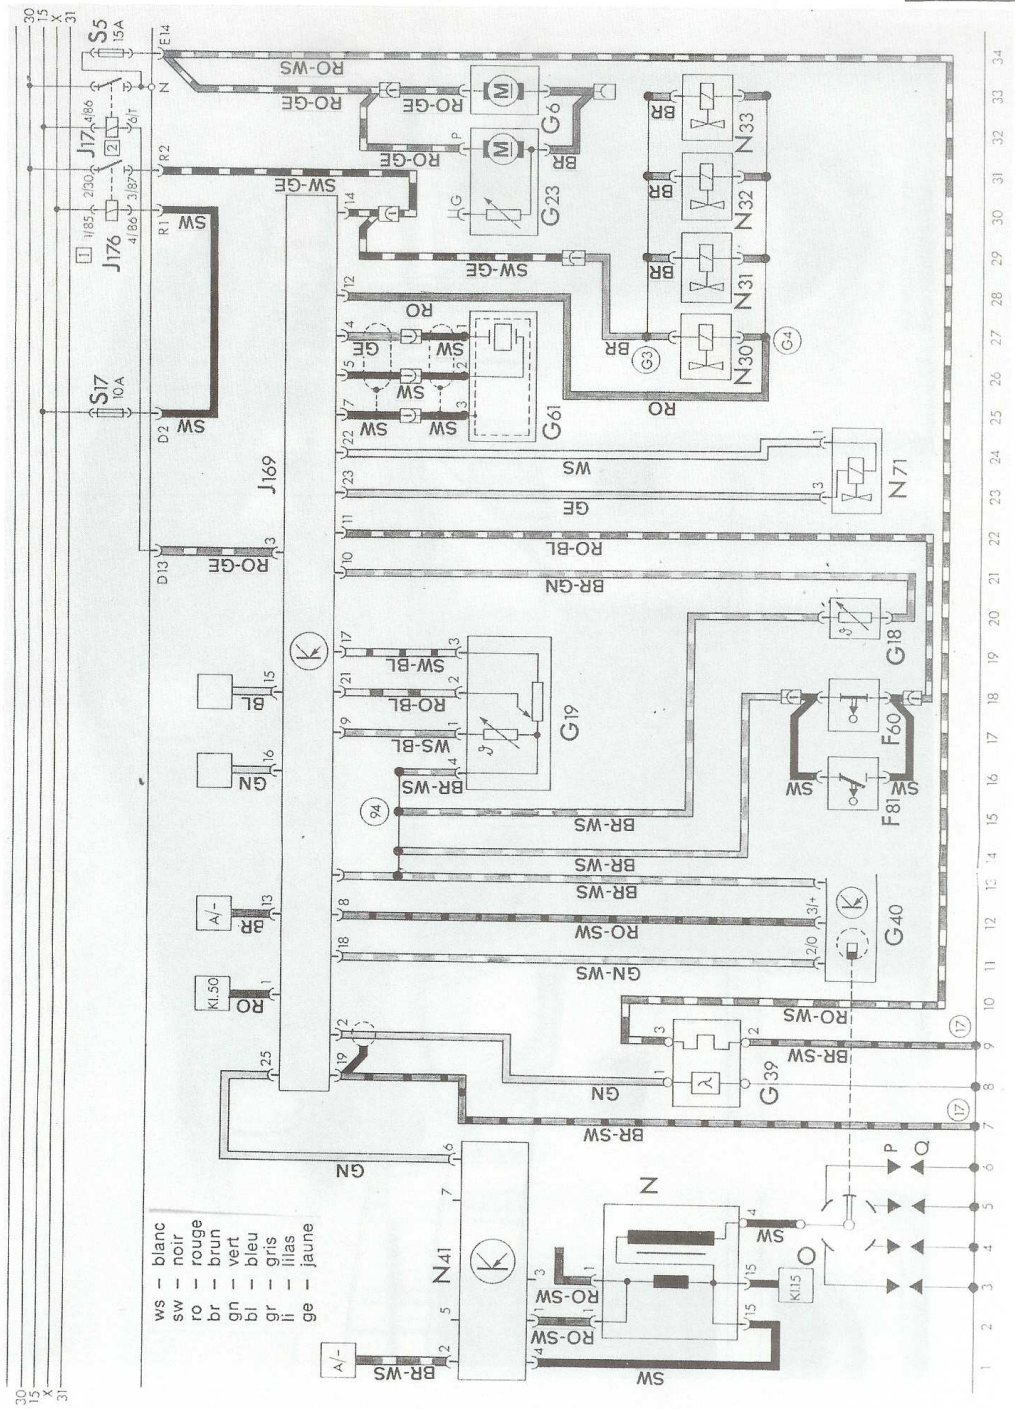 30
15
X
31
S5
15A
E14
N
J17
4/86
6/T
2
R2
2/30
3/87
1
1/85
4/86
J176
R1
SW
S17
10A
D2
SW
D13
RO-GE
3
J169
K
RO-WS
RO-GE
RO-GE
M
G6
P
RO-GE
M
BR
G
G23
SW-GE
14
SW-GE
12
RO
4
GE
SW
1
5
SW
2
7
SW
SW
3
G61
BR
N33
BR
N32
BR
N31
BR
N30
G3
G4
RO
22
WS
1
23
GE
3
N71
11
RO-BL
10
BR-GN
G18
15
BL
16
GN
17
SW-BL
3
21
RO-BL
2
9
WS-BL
1
BR-WS
4
G19
94
BR-WS
BR-WS
BR-WS
F60
SW
SW
F81
A/-
BR
13
8
RO-SW
3/+
18
GN-WS
2/0
K
G40
Kl.50
RO
1
RO-WS
2
19
GN
1
3
2
λ
G39
BR-SW
17
BR-SW
17
25
GN
6
7
N41
K
5
3
1
4
2
A/-
BR-WS
RO-SW
1
RO-SW
1
SW
N
4
SW
15
Kl.15
15
O
P
Q
ws – blanc
sw – noir
ro – rouge
br – brun
gn – vert
bl – bleu
gr – gris
li – lilas
ge – jaune
30
15
X
31
1
2
3
4
5
6
7
8
9
10
11
12
13
14
15
16
17
18
19
20
21
22
23
24
25
26
27
28
29
30
31
32
33
34